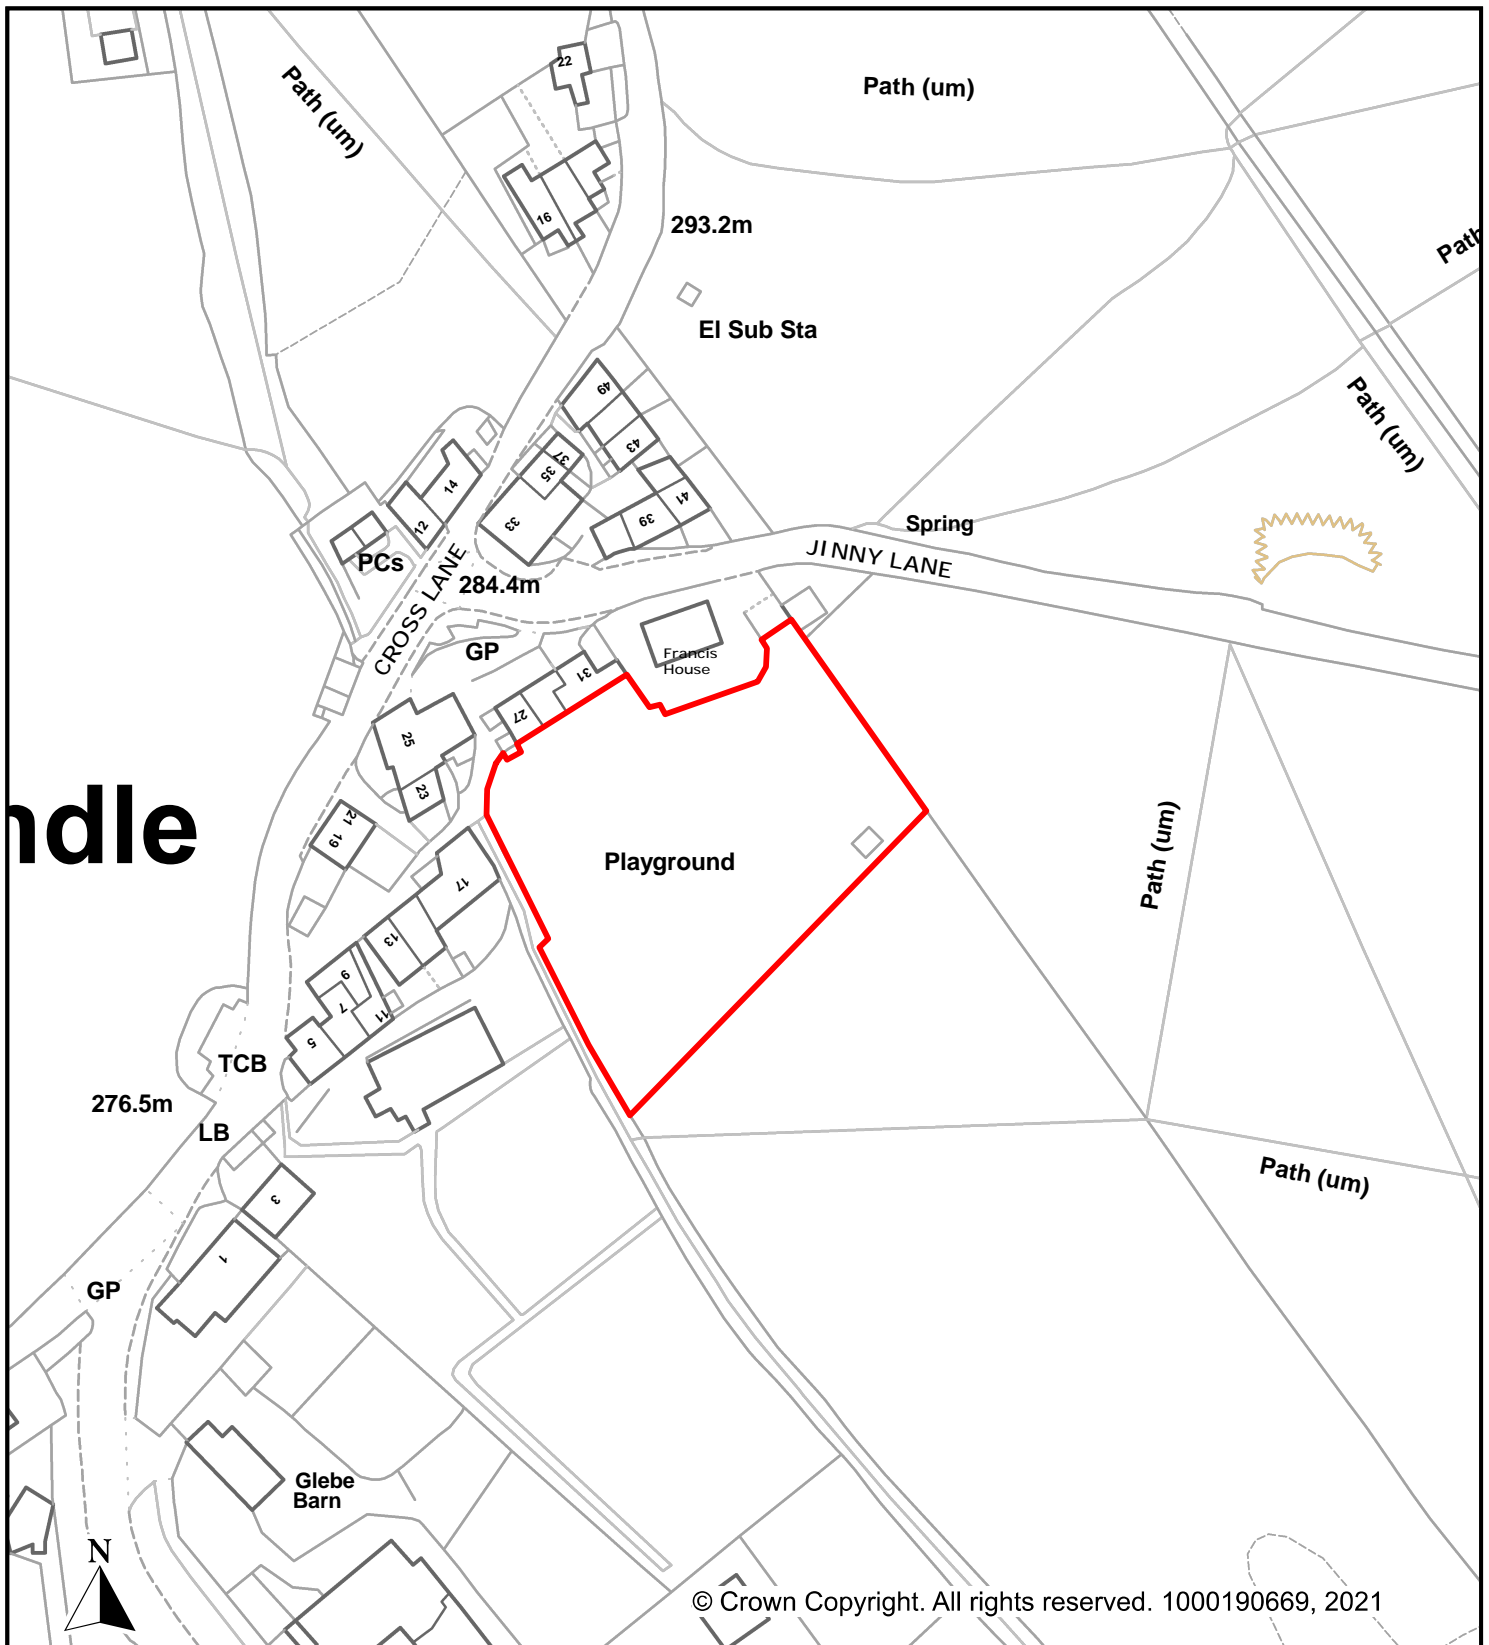 22
Path (um)
Path (um)
16
293.2m
Path
El Sub Sta
49
43
37
35
Path (um)
14
41
39
33
12
Spring
JINNY LANE
PCs
284.4m
CROSS LANE
GP
Francis
House
31
27
25
23
21
19
ndle
Playground
Path (um)
17
13
9
7
11
5
TCB
276.5m
LB
Path (um)
3
1
GP
Glebe
Barn
N
© Crown Copyright. All rights reserved. 1000190669, 2021